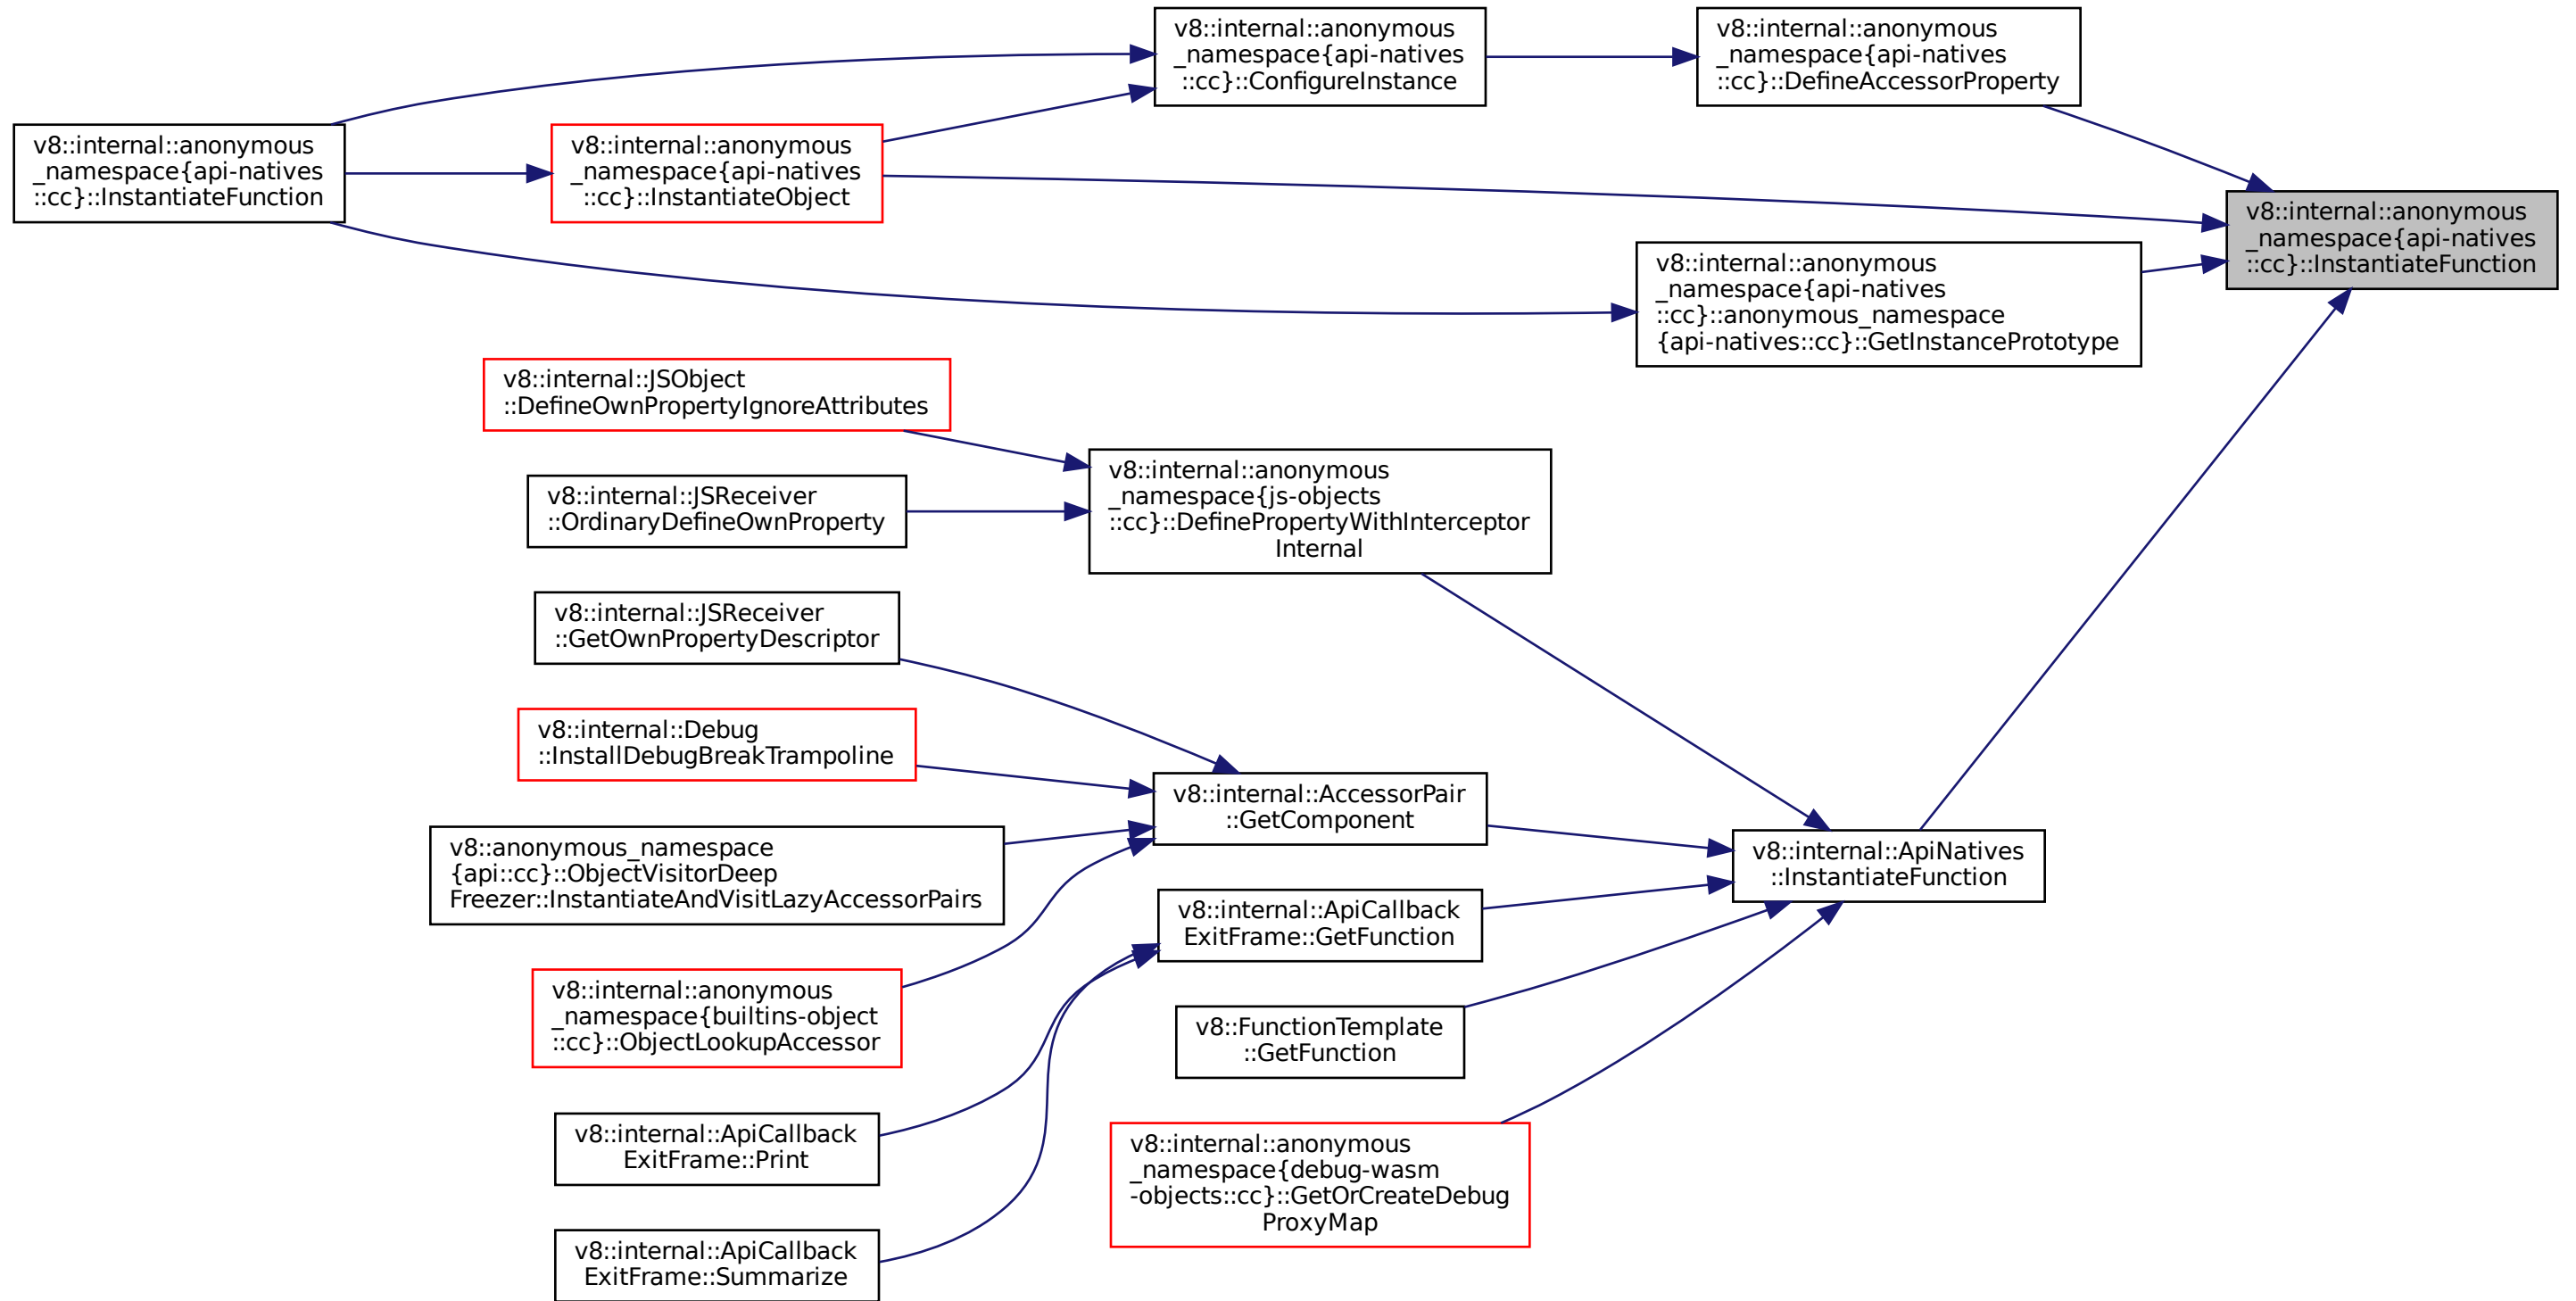 v8::internal::anonymous
_namespace{api-natives
::cc}::ConfigureInstance
v8::internal::anonymous
_namespace{api-natives
::cc}::DefineAccessorProperty
v8::internal::anonymous
_namespace{api-natives
::cc}::InstantiateFunction
v8::internal::anonymous
_namespace{api-natives
::cc}::InstantiateObject
v8::internal::anonymous
_namespace{api-natives
::cc}::InstantiateFunction
v8::internal::anonymous
_namespace{api-natives
::cc}::anonymous_namespace
{api-natives::cc}::GetInstancePrototype
v8::internal::JSObject
::DefineOwnPropertyIgnoreAttributes
v8::internal::anonymous
_namespace{js-objects
::cc}::DefinePropertyWithInterceptor
Internal
v8::internal::JSReceiver
::OrdinaryDefineOwnProperty
v8::internal::JSReceiver
::GetOwnPropertyDescriptor
v8::internal::Debug
::InstallDebugBreakTrampoline
v8::internal::AccessorPair
::GetComponent
v8::anonymous_namespace
{api::cc}::ObjectVisitorDeep
Freezer::InstantiateAndVisitLazyAccessorPairs
v8::internal::ApiNatives
::InstantiateFunction
v8::internal::ApiCallback
ExitFrame::GetFunction
v8::internal::anonymous
_namespace{builtins-object
::cc}::ObjectLookupAccessor
v8::FunctionTemplate
::GetFunction
v8::internal::ApiCallback
ExitFrame::Print
v8::internal::anonymous
_namespace{debug-wasm
-objects::cc}::GetOrCreateDebug
ProxyMap
v8::internal::ApiCallback
ExitFrame::Summarize